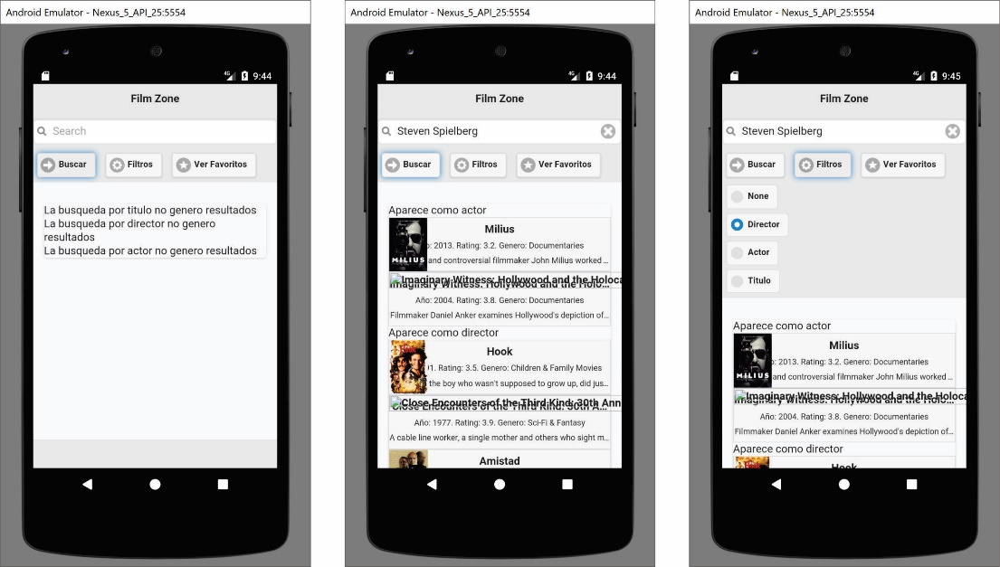 Android Emulator - Nexus_5_API_25:5554
4G 9:44
Film Zone
Search
Buscar Filtros Ver Favoritos
La busqueda por titulo no genero resultados
La busqueda por director no genero
resultados
La busqueda por actor no genero resultados
Android Emulator - Nexus_5_API_25:5554
4G 9:44
Film Zone
Steven Spielberg
Buscar Filtros Ver Favoritos
Aparece como actor
Milius
MILIUS
o: 2013. Rating: 3.2. Genero: Documentaries
and controversial filmmaker John Milius worked ...
Imaginary Witness: Hollywood and the Holoca
Imaginary Witness: Hollywood and the Holo...
Año: 2004. Rating: 3.8. Genero: Documentaries
Filmmaker Daniel Anker examines Hollywood's depiction of...
Aparece como director
Hook
1. Rating: 3.5. Genero: Children & Family Movies
the boy who wasn't supposed to grow up, did jus...
Close Encounters of the Third Kind: 30th Ann
Close Encounters of the Third Kind: 30th A...
Año: 1977. Rating: 3.9. Genero: Sci-Fi & Fantasy
A cable line worker, a single mother and others who sight m...
Amistad
Android Emulator - Nexus_5_API_25:5554
4G 9:45
Film Zone
Steven Spielberg
Buscar Filtros Ver Favoritos
None
Director
Actor
Titulo
Aparece como actor
Milius
MILIUS
o: 2013. Rating: 3.2. Genero: Documentaries
and controversial filmmaker John Milius worked ...
Imaginary Witness: Hollywood and the Holoca
Imaginary Witness: Hollywood and the Holo...
Año: 2004. Rating: 3.8. Genero: Documentaries
Filmmaker Daniel Anker examines Hollywood's depiction of...
Aparece como director
Hook